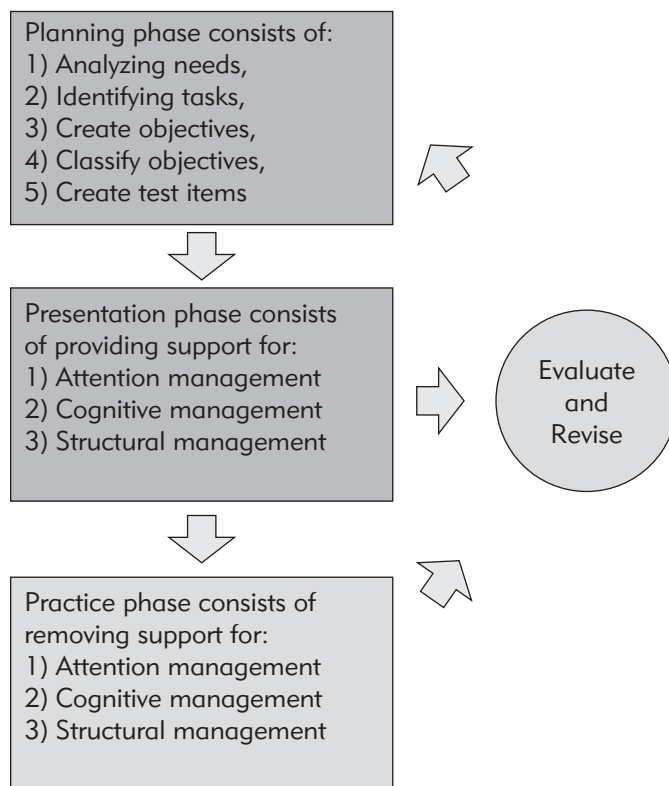 Planning phase consists of:
1) Analyzing needs,
2) Identifying tasks,
3) Create objectives,
4) Classify objectives,
5) Create test items
Presentation phase consists
of providing support for:
1) Attention management
2) Cognitive management
3) Structural management
Evaluate
and
Revise
Practice phase consists of
removing support for:
1) Attention management
2) Cognitive management
3) Structural management